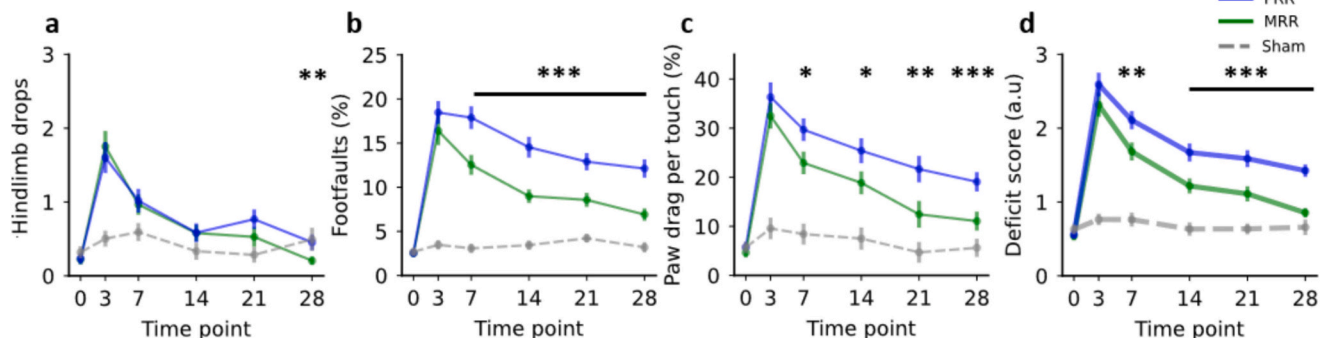 MRR
Sham
a
b
c
d
Hindlimb drops
3
2
1
0
**
0 3 7 14 21 28
Time point
Footfaults (%)
25
20
15
10
5
0
***
0 3 7 14 21 28
Time point
Paw drag per touch (%)
40
30
20
10
0
* * ** ***
0 3 7 14 21 28
Time point
Deficit score (a.u)
3
2
1
0
** ***
0 3 7 14 21 28
Time point